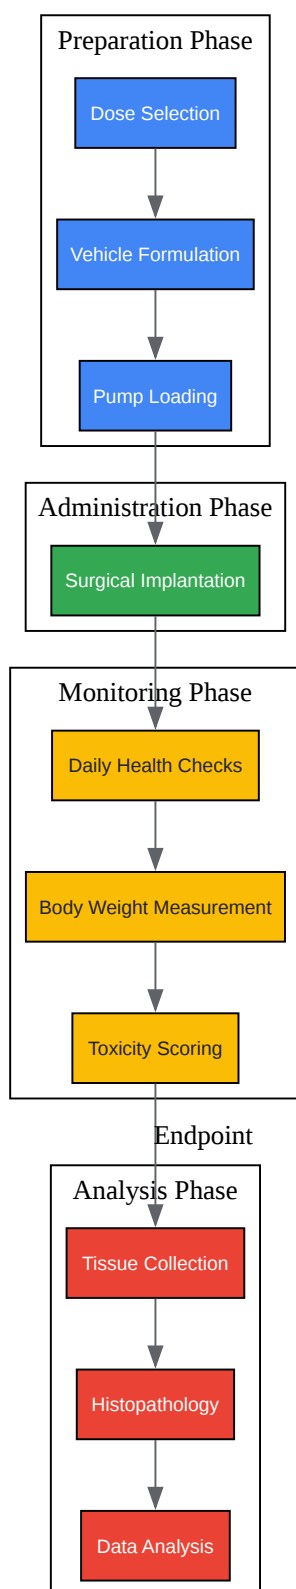 Preparation Phase
Dose Selection
Vehicle Formulation
Pump Loading
Administration Phase
Surgical Implantation
Monitoring Phase
Daily Health Checks
Body Weight Measurement
Toxicity Scoring
Endpoint
Analysis Phase
Tissue Collection
Histopathology
Data Analysis